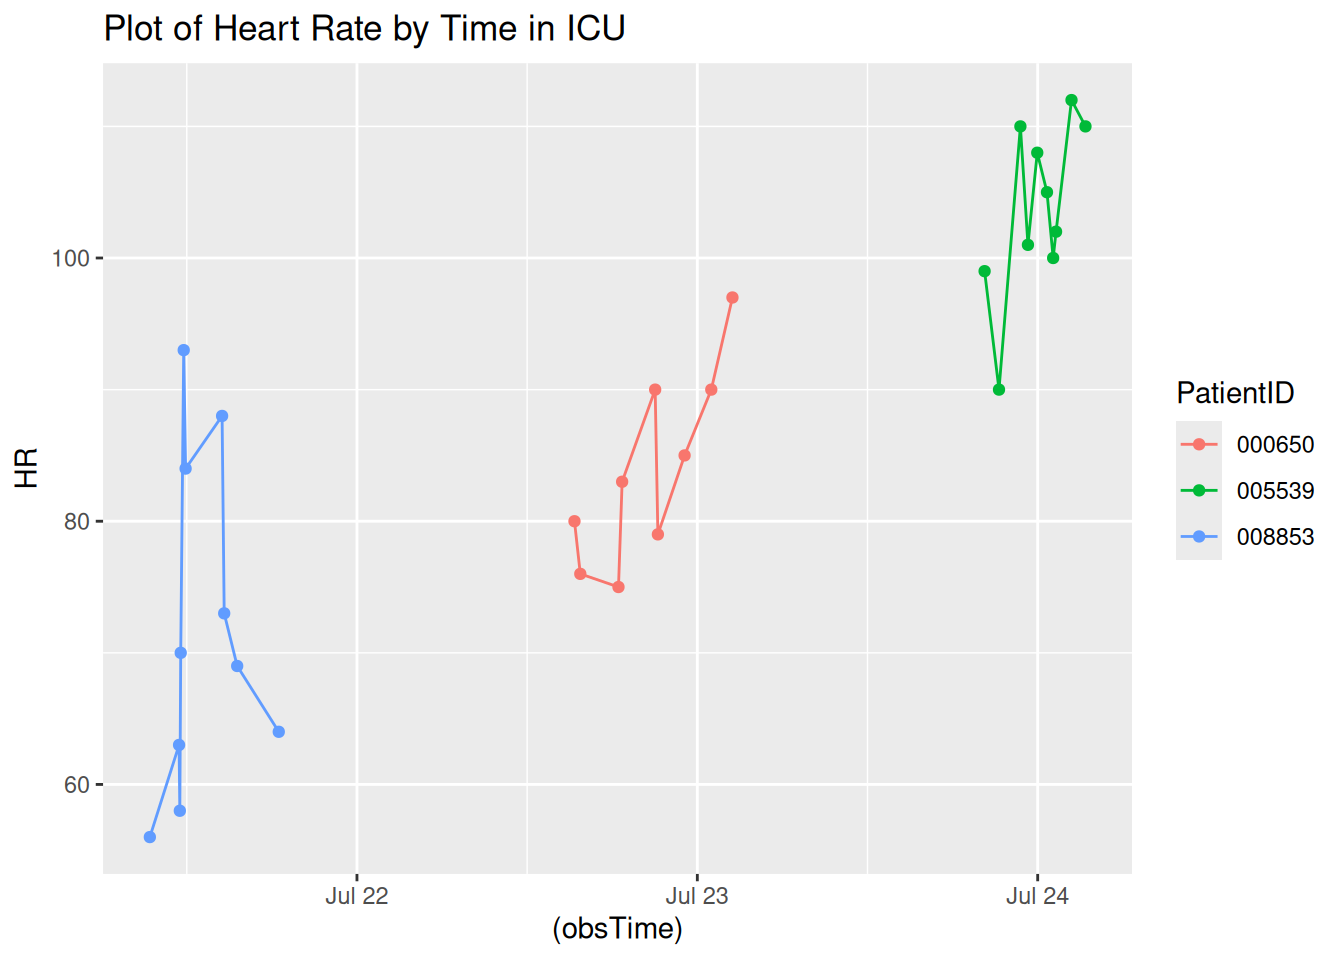 Plot of Heart Rate by Time in ICU
HR
100
80
60
Jul 22
Jul 23
Jul 24
(obsTime)
PatientID
000650
005539
008853